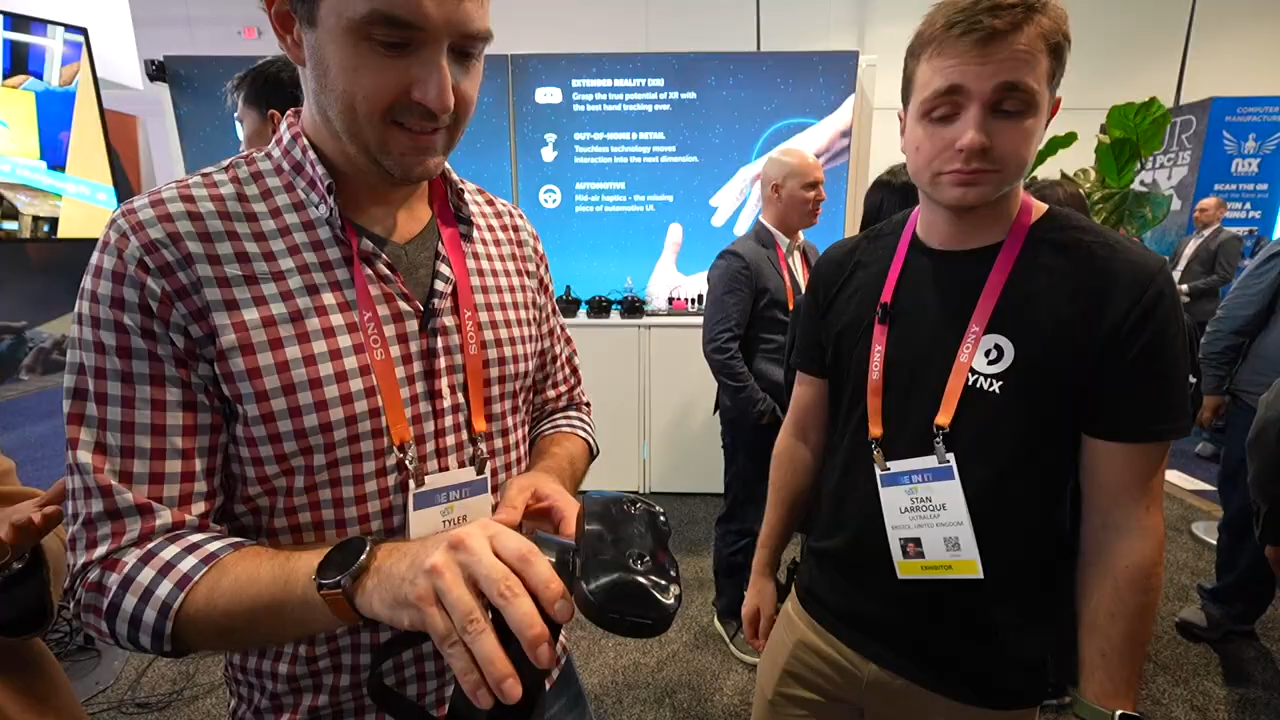 EXTENDED REALITY (XR)
Grasp the true potential of XR with
the best hand tracking ever.
OUT-OF-HOME & RETAIL
Touchless technology moves
interaction into the next dimension.
AUTOMOTIVE
Mid-air haptics - the missing
piece of automotive UI.
COMPUTER
MANUFACTURE
NSX
SCAN THE QR
WIN A
MING PC
PC IS
SONY
SONY
SONY
SONY
YNX
BE IN IT
TYLER
BE IN IT
STAN
LARROQUE
ULTRALEAP
BRISTOL, UNITED KINGDOM
EXHIBITOR